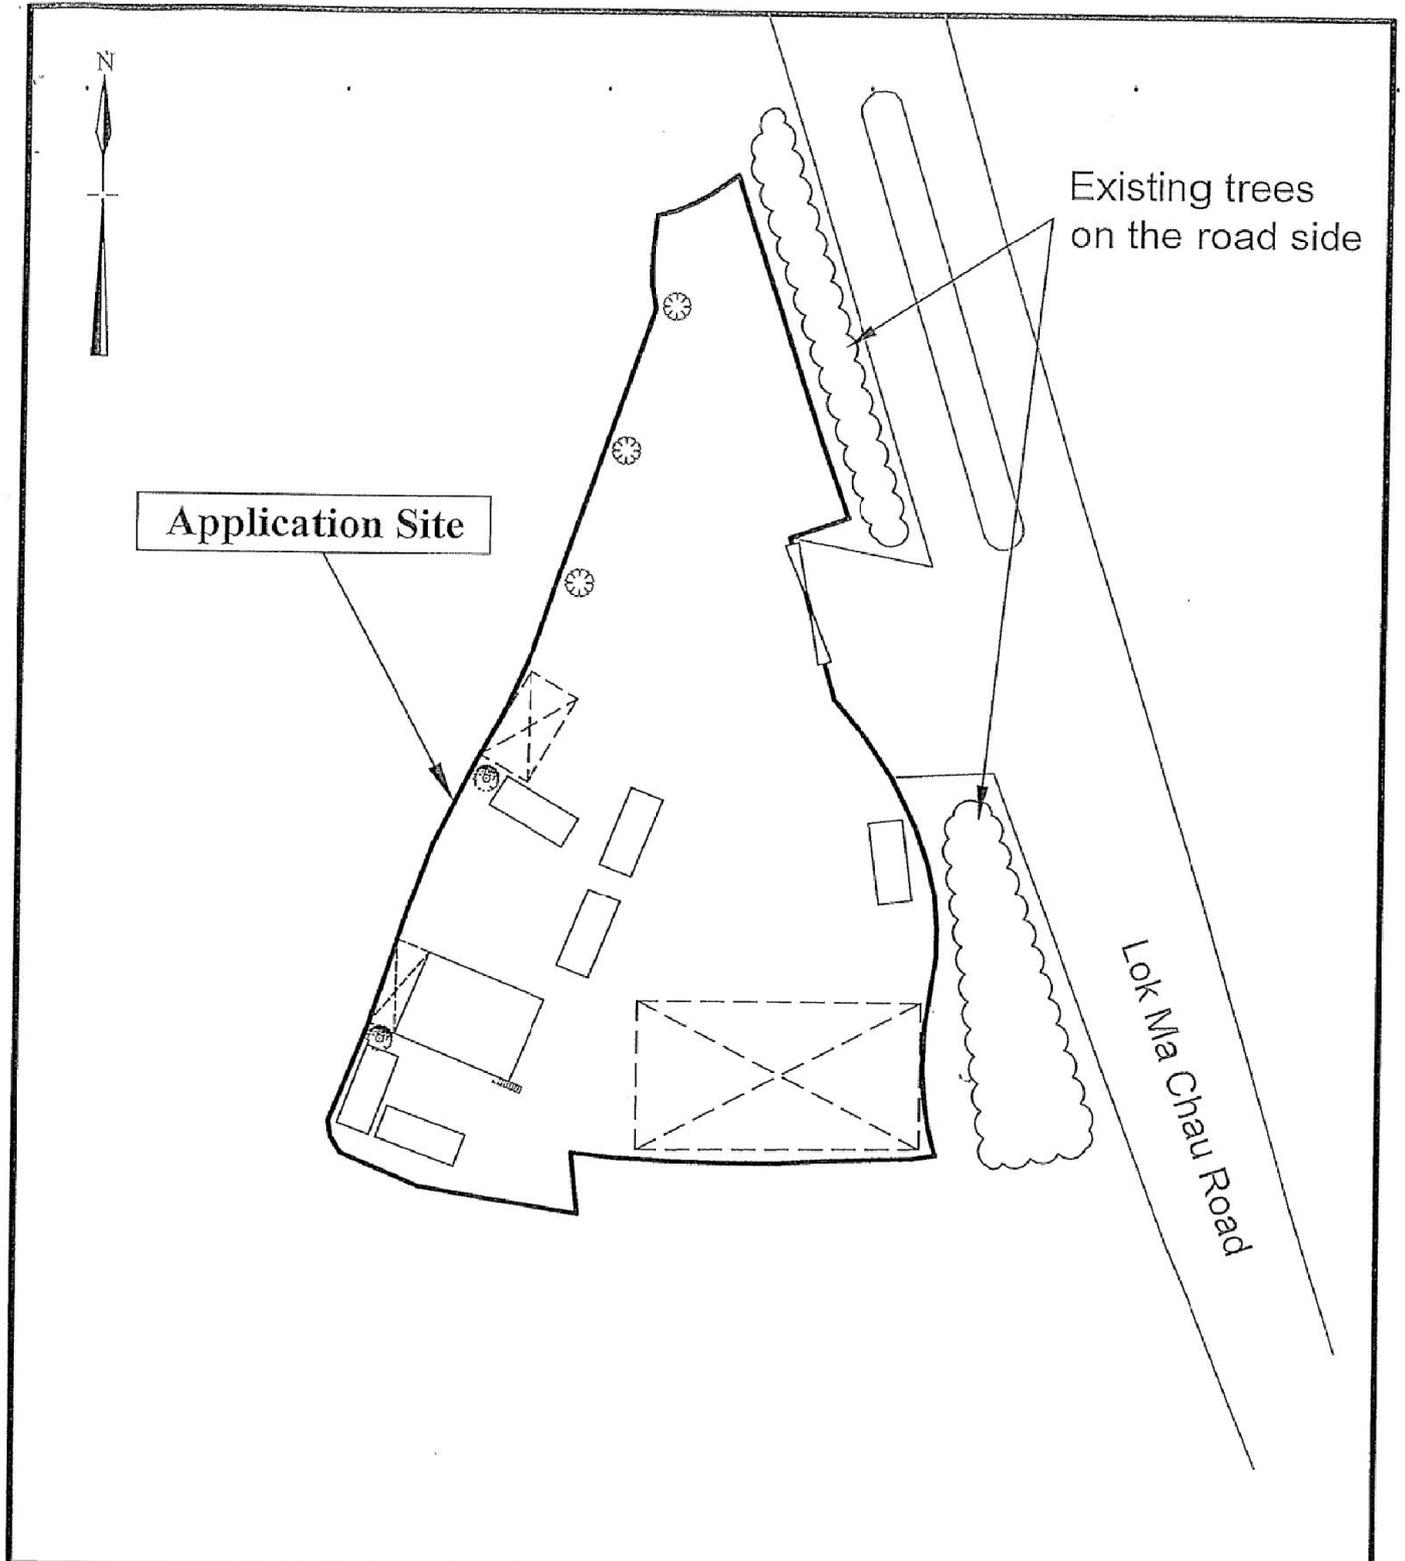 N
Existing trees
on the road side
Application Site
Lok Ma Chau Road